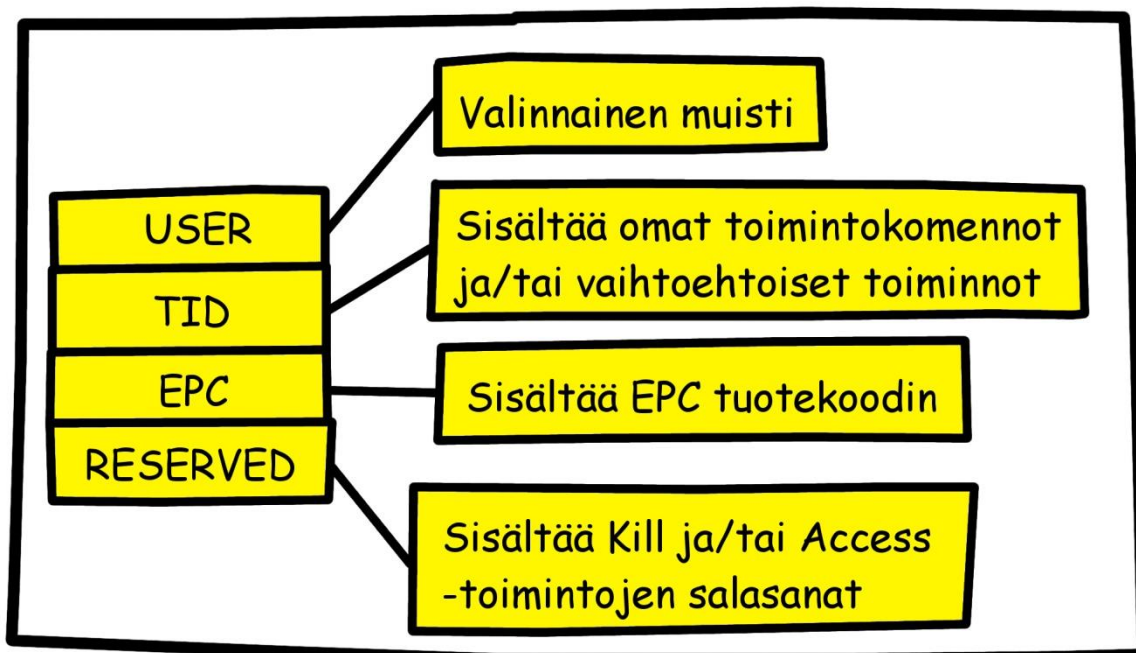 USER
TID
EPC
RESERVED
Valinnainen muisti
Sisältää omat toimintokomennot
ja/tai vaihtoehtoiset toiminnot
Sisältää EPC tuotekoodin
Sisältää Kill ja/tai Access
-toimintojen salasanat